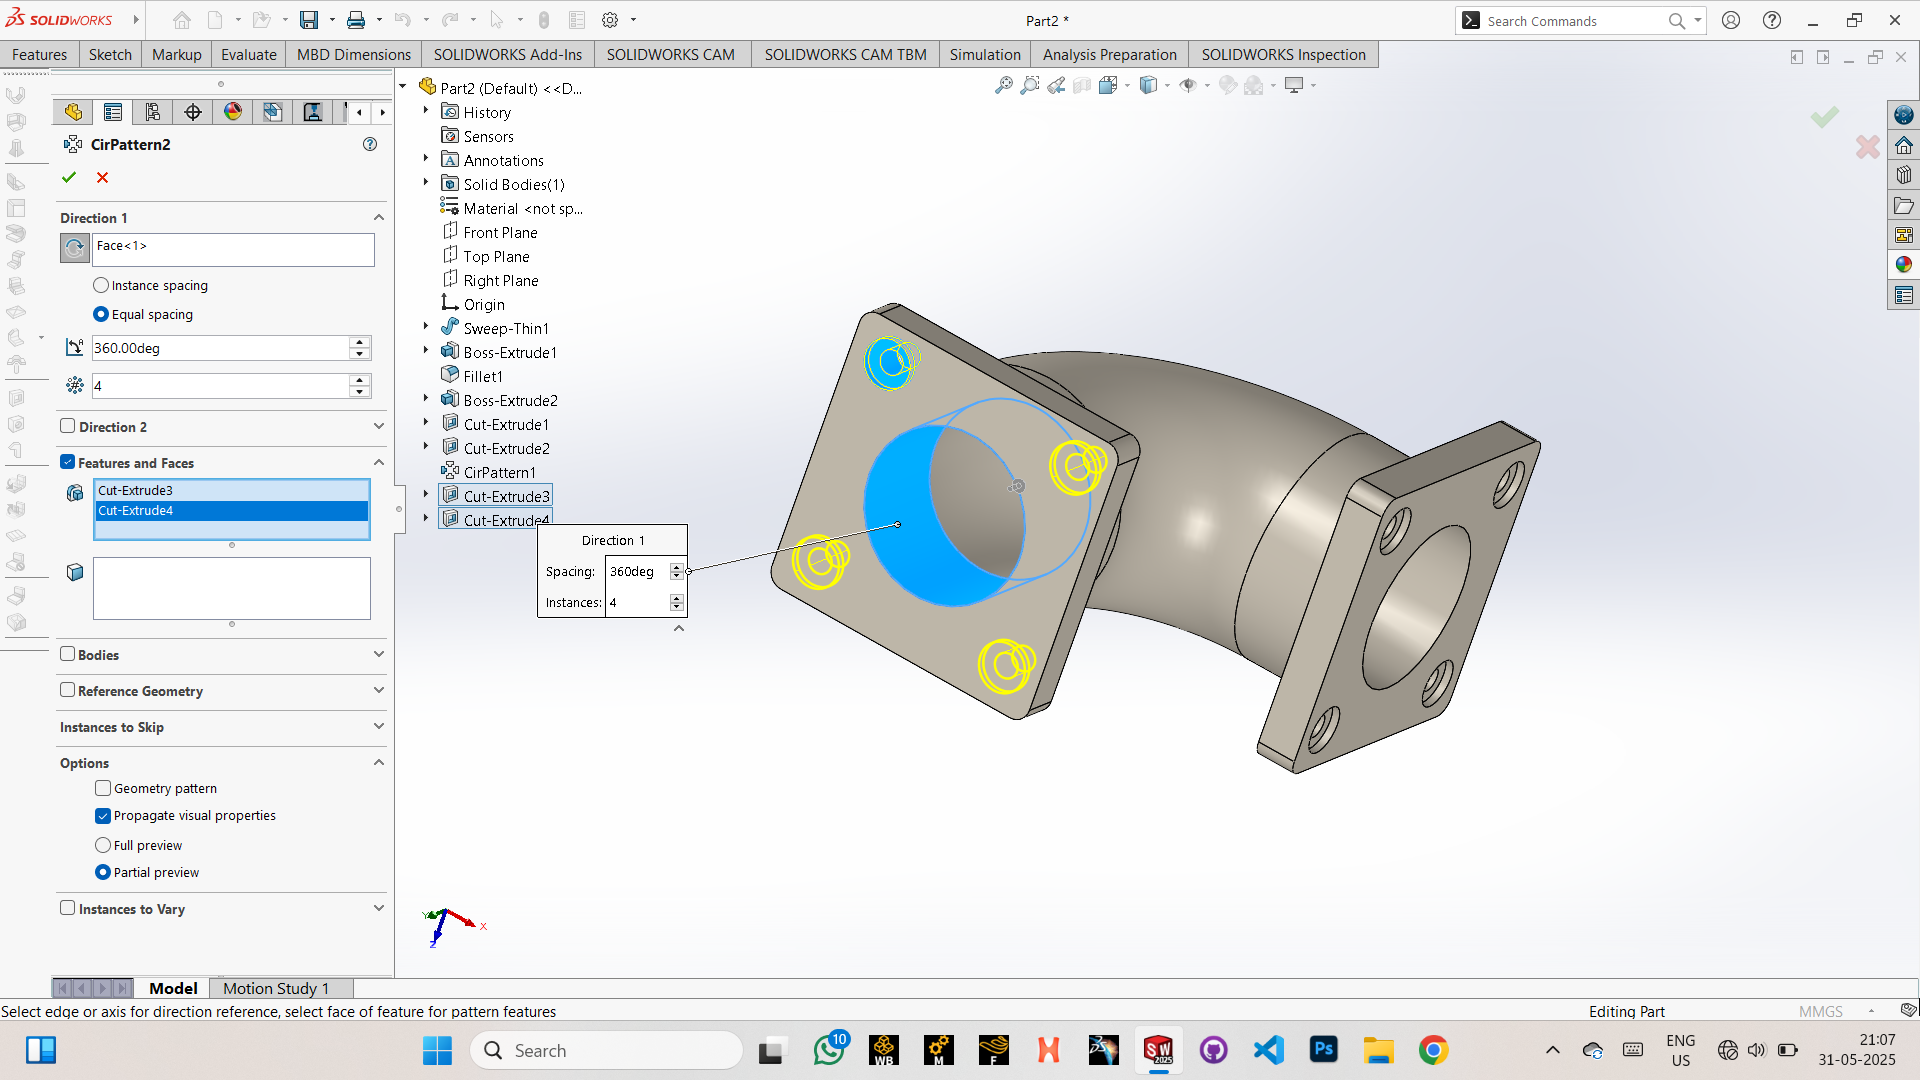 SOLIDWORKS
Part2 *
Search Commands
Features
Sketch
Markup
Evaluate
MBD Dimensions
SOLIDWORKS Add-Ins
SOLIDWORKS CAM
SOLIDWORKS CAM TBM
Simulation
Analysis Preparation
SOLIDWORKS Inspection
CirPattern2
Direction 1
Face<1>
Instance spacing
Equal spacing
360.00deg
4
Direction 2
Features and Faces
Cut-Extrude3
Cut-Extrude4
Bodies
Reference Geometry
Instances to Skip
Options
Geometry pattern
Propagate visual properties
Full preview
Partial preview
Instances to Vary
Part2 (Default) <<D...
History
Sensors
Annotations
Solid Bodies(1)
Material <not sp...
Front Plane
Top Plane
Right Plane
Origin
Sweep-Thin1
Boss-Extrude1
Fillet1
Boss-Extrude2
Cut-Extrude1
Cut-Extrude2
CirPattern1
Cut-Extrude3
Cut-Extrude4
Direction 1
Spacing: 360deg
Instances: 4
Y
X
Z
Model
Motion Study 1
Select edge or axis for direction reference, select face of feature for pattern features
Editing Part
MMGS
Search
10
WB
M
F
SW
2025
Ps
ENG
US
21:07
31-05-2025